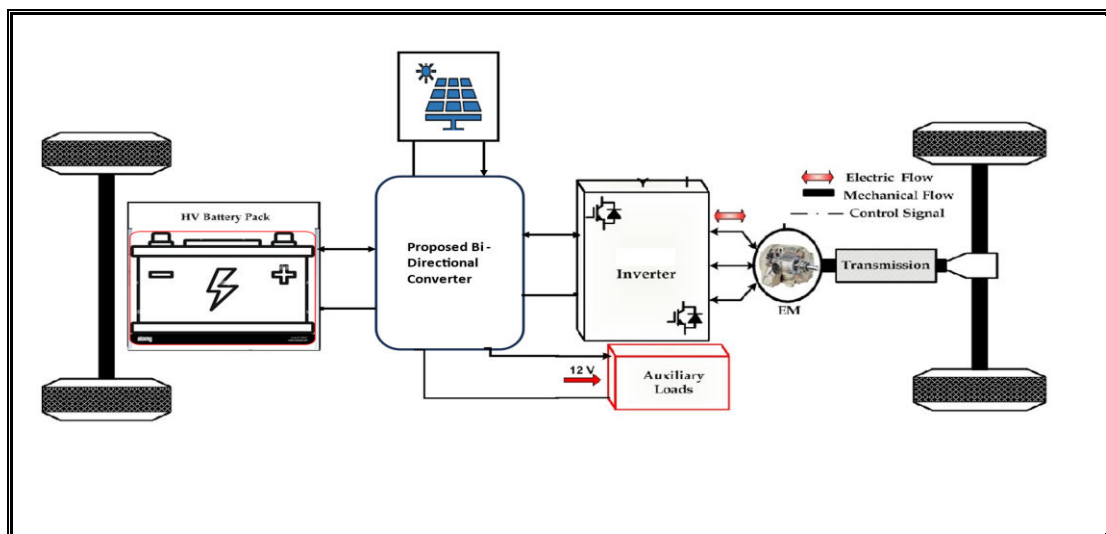 HV Battery Pack
Proposed Bi -
Directional
Converter
Inverter
Electric Flow
Mechanical Flow
Control Signal
Transmission
EM
12 V
Auxiliary
Loads